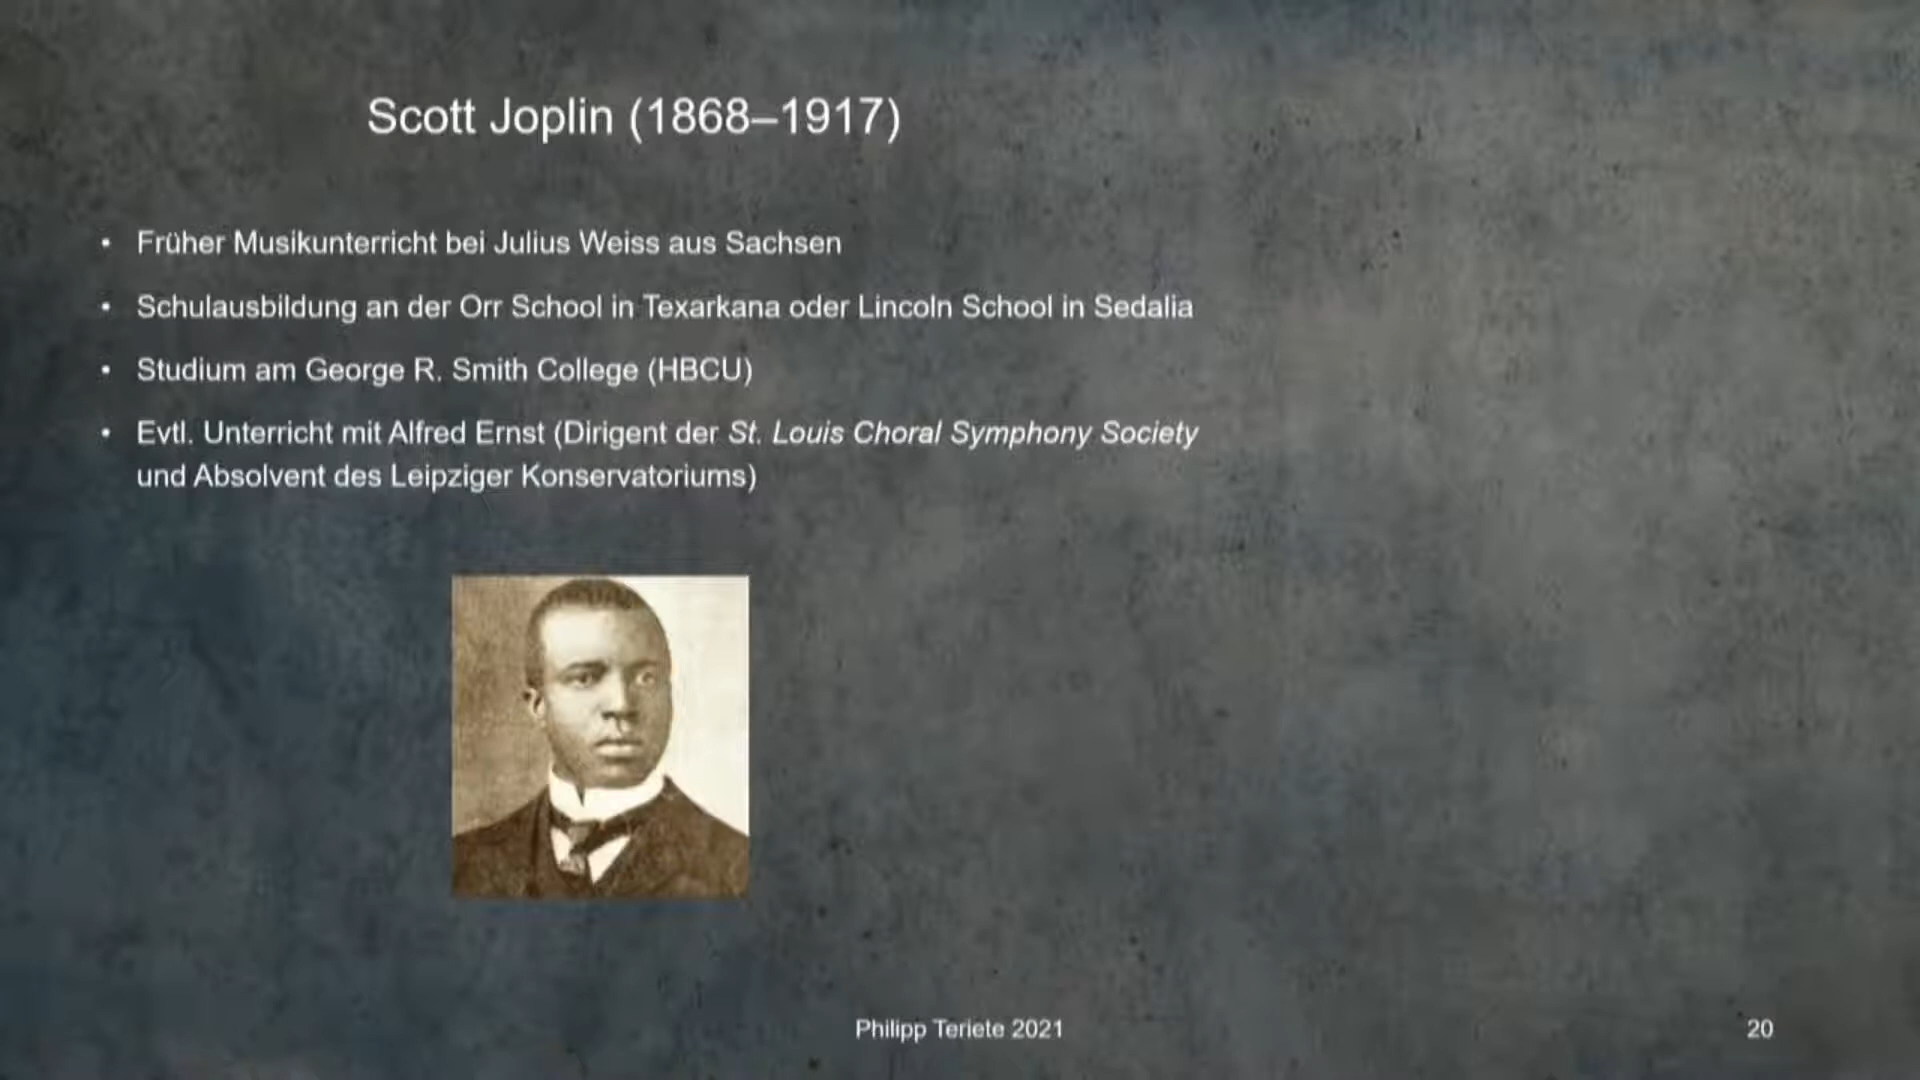 Scott Joplin (1868–1917)
• Früher Musikunterricht bei Julius Weiss aus Sachsen
• Schulausbildung an der Orr School in Texarkana oder Lincoln School in Sedalia
• Studium am George R. Smith College (HBCU)
• Evtl. Unterricht mit Alfred Ernst (Dirigent der St. Louis Choral Symphony Society
und Absolvent des Leipziger Konservatoriums)
Philipp Teriete 2021
20